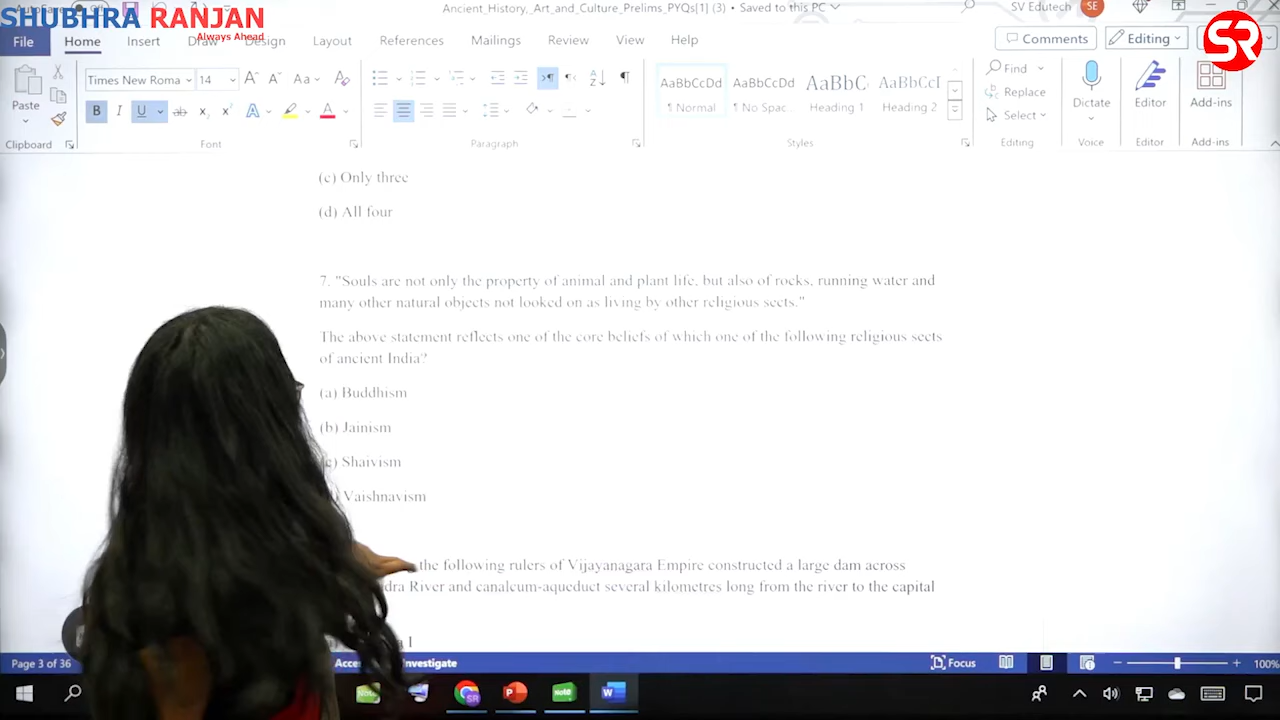 SHUBHRA RANJAN
Always Ahead
Ancient_History,_Art_and_Culture_Prelims_PYQs[1] (3) • Saved to this PC
SV Edutech
SE
SR
File Home Insert Draw Design Layout References Mailings Review View Help
Comments
Editing
Times New Roma 14
Paste
B I U
AaBbCcDd AaBbCcDd AaBbC AaBbCcI
¶ Normal ¶ No Spac... Heading Heading 2
Find
Replace
Select
Dictate
Editor
Add-ins
Clipboard Font Paragraph Styles Editing Voice Editor Add-ins
(c) Only three
(d) All four
7. "Souls are not only the property of animal and plant life, but also of rocks, running water and
many other natural objects not looked on as living by other religious sects."
The above statement reflects one of the core beliefs of which one of the following religious sects
of ancient India?
(a) Buddhism
(b) Jainism
(c) Shaivism
Vaishnavism
the following rulers of Vijayanagara Empire constructed a large dam across
River and canalcum-aqueduct several kilometres long from the river to the capital
Page 3 of 36
Investigate
Focus
100%